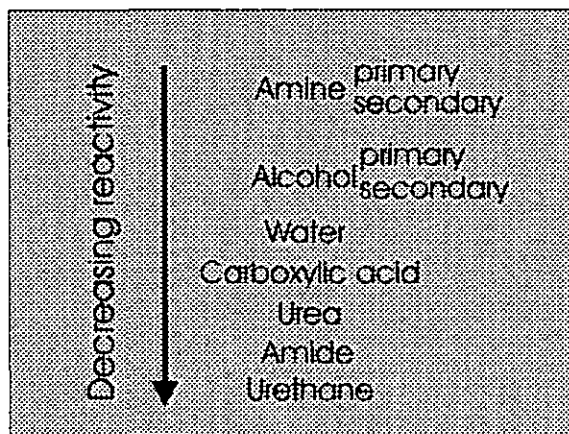 Decreasing reactivity
Amine primary
secondary
Alcohol primary
secondary
Water
Carboxylic acid
Urea
Amide
Urethane